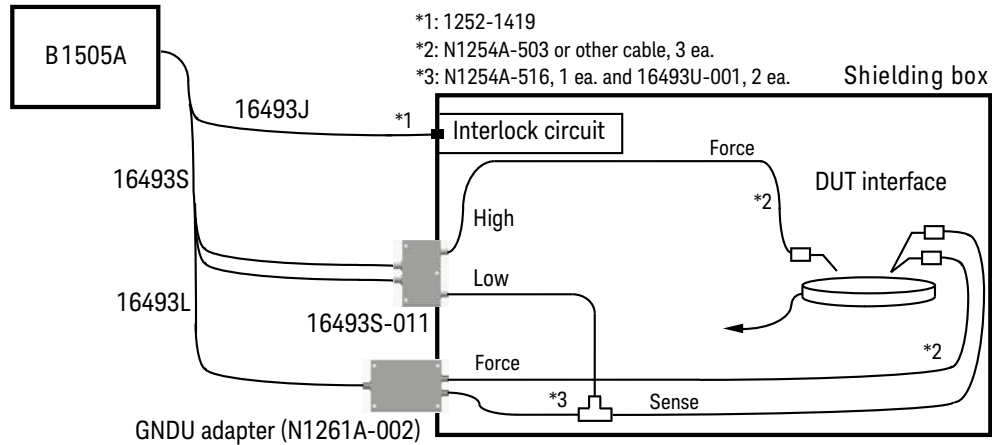 *1: 1252-1419
B1505A
*2: N1254A-503 or other cable, 3 ea.
*3: N1254A-516, 1 ea. and 16493U-001, 2 ea.
Shielding box
16493J
*1
Interlock circuit
Force
16493S
*2
DUT interface
High
Low
16493L
16493S-011
Force
*2
*3
Sense
GNDU adapter (N1261A-002)